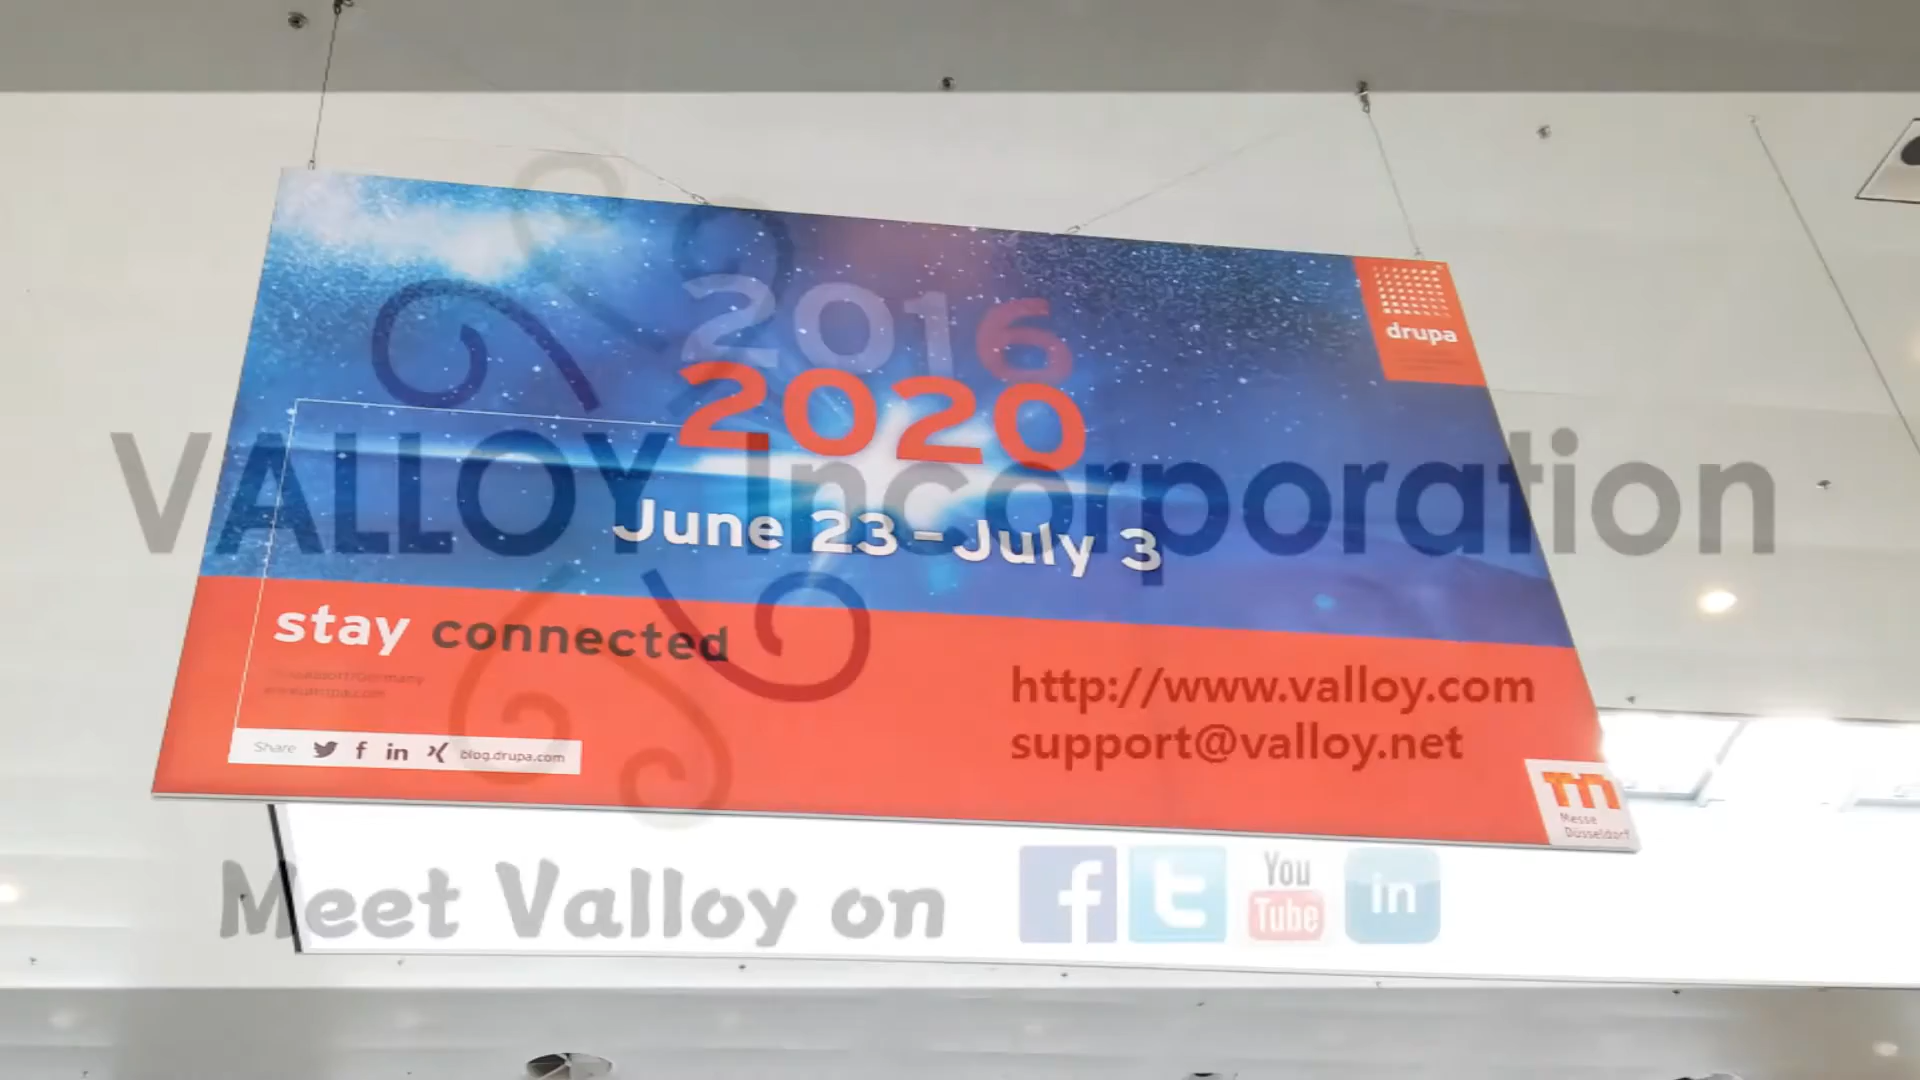 2016
2020
drupa
VALLOY Incorporation
June 23 - July 3
stay connected
http://www.valloy.com
support@valloy.net
Share blog.drupa.com
Messe
Düsseldorf
Meet Valloy on
f t You Tube in